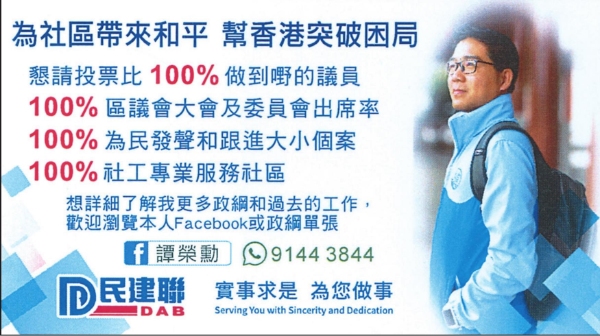 為社區帶來和平 幫香港突破困局
懇請投票比 100% 做到嘢的議員
100% 區議會大會及委員會出席率
100% 為民發聲和跟進大小個案
100% 社工專業服務社區
想詳細了解我更多政綱和過去的工作，
歡迎瀏覽本人Facebook或政綱單張
f 譚榮勳 9144 3844
民建聯 實事求是 為您做事
DAB Serving You with Sincerity and Dedication